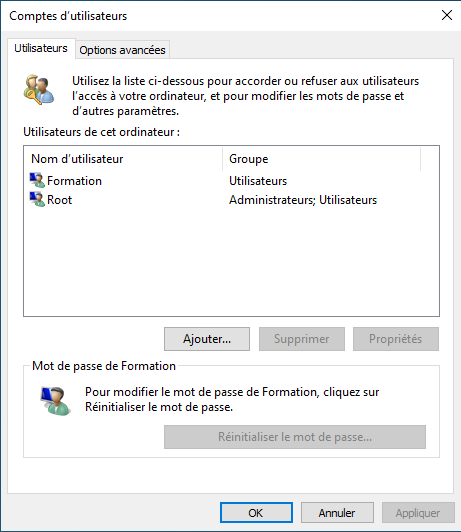 Comptes d’utilisateurs
Utilisateurs
Options avancées
Utilisez la liste ci-dessous pour accorder ou refuser aux utilisateurs
l’accès à votre ordinateur, et pour modifier les mots de passe et
d’autres paramètres.
Utilisateurs de cet ordinateur :
Nom d’utilisateur Groupe
Formation Utilisateurs
Root Administrateurs; Utilisateurs
Ajouter... Supprimer Propriétés
Mot de passe de Formation
Pour modifier le mot de passe de Formation, cliquez sur
Réinitialiser le mot de passe.
Réinitialiser le mot de passe...
OK Annuler Appliquer